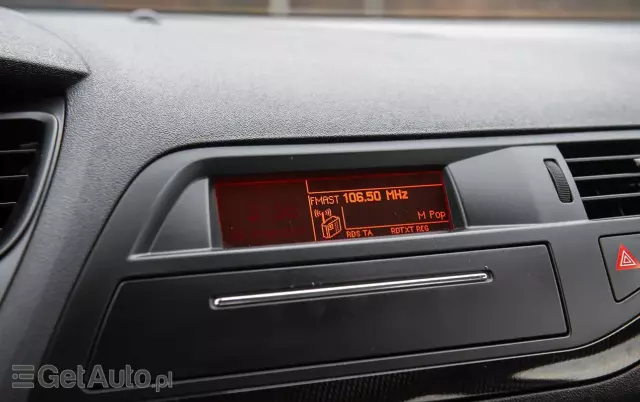 FMAST 106.50 MHz
M Pop
RDS TA RDTXT REG
GetAuto.pl